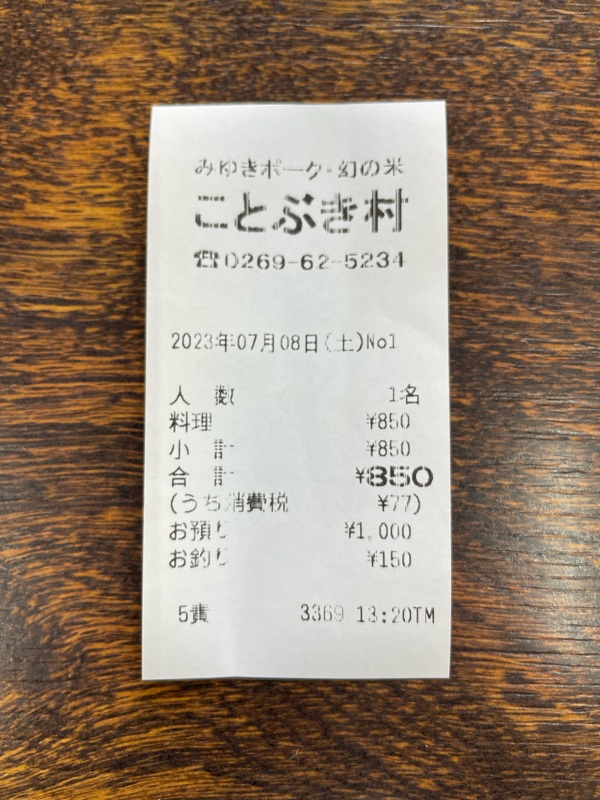 みゆきポーク・幻の米
ことぶき村
☎0269-62-5234
2023年07月08日(土)No1
人 数 1名
料理 ¥850
小 計 ¥850
合 計 ¥850
(うち消費税 ¥77)
お預り ¥1,000
お釣り ¥150
5責 3369 13:20TM